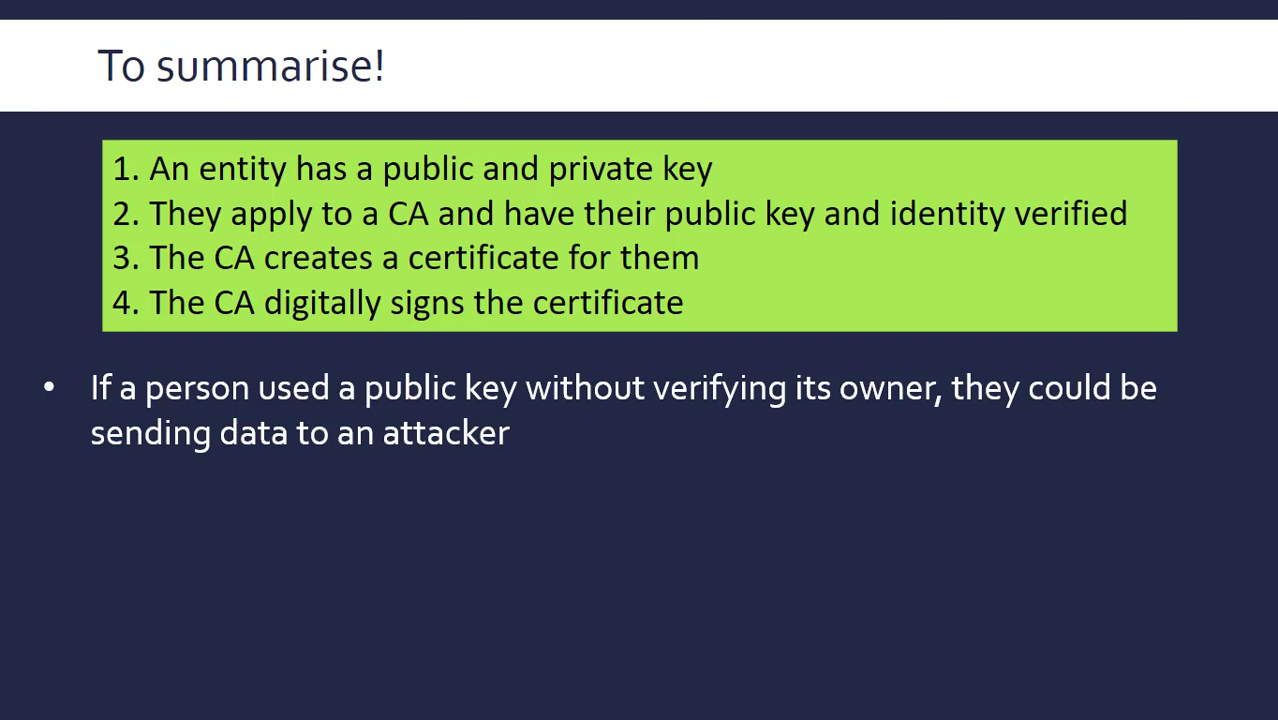 To summarise!
1. An entity has a public and private key
2. They apply to a CA and have their public key and identity verified
3. The CA creates a certificate for them
4. The CA digitally signs the certificate
• If a person used a public key without verifying its owner, they could be
sending data to an attacker